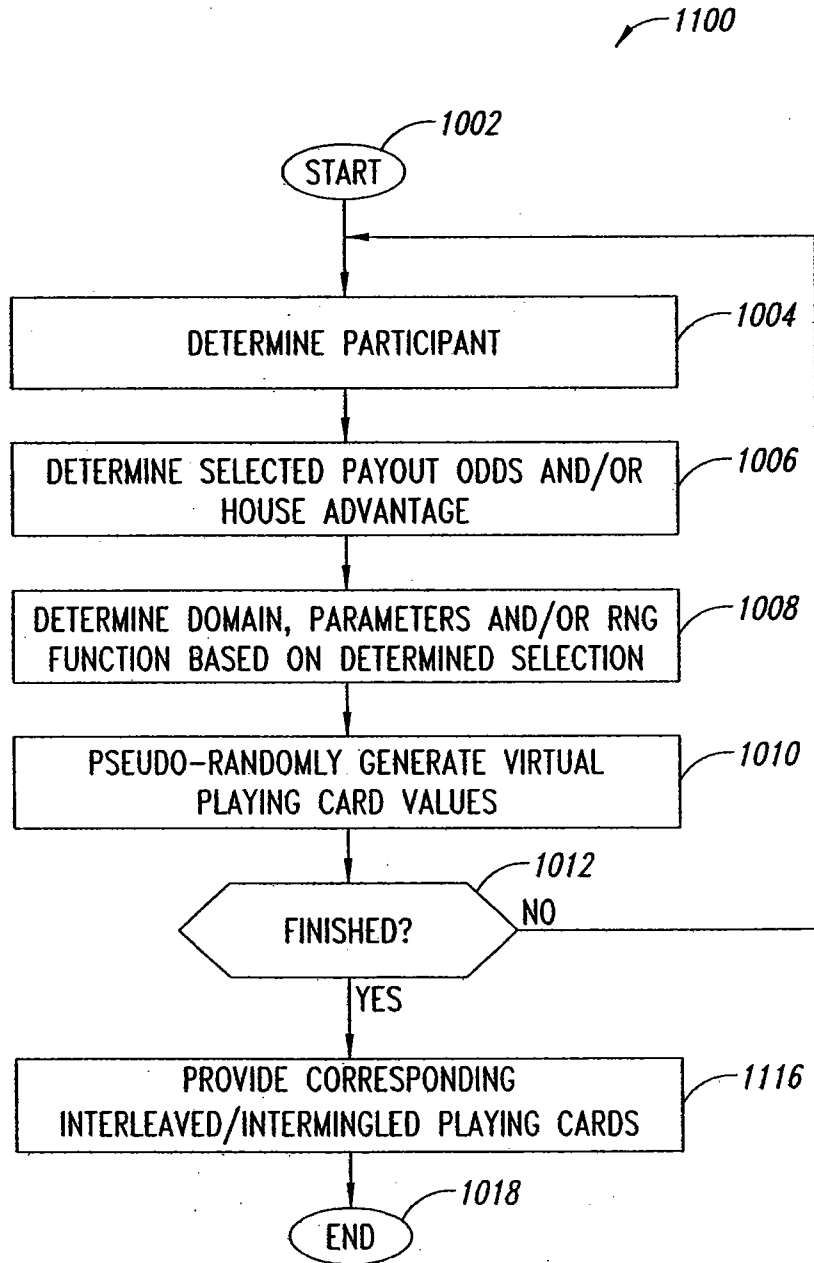 1100
1002
START
DETERMINE PARTICIPANT
1004
DETERMINE SELECTED PAYOUT ODDS AND/OR
HOUSE ADVANTAGE
1006
DETERMINE DOMAIN, PARAMETERS AND/OR RNG
FUNCTION BASED ON DETERMINED SELECTION
1008
PSEUDO-RANDOMLY GENERATE VIRTUAL
PLAYING CARD VALUES
1010
1012
FINISHED?
NO
YES
PROVIDE CORRESPONDING
INTERLEAVED/INTERMINGLED PLAYING CARDS
1116
1018
END